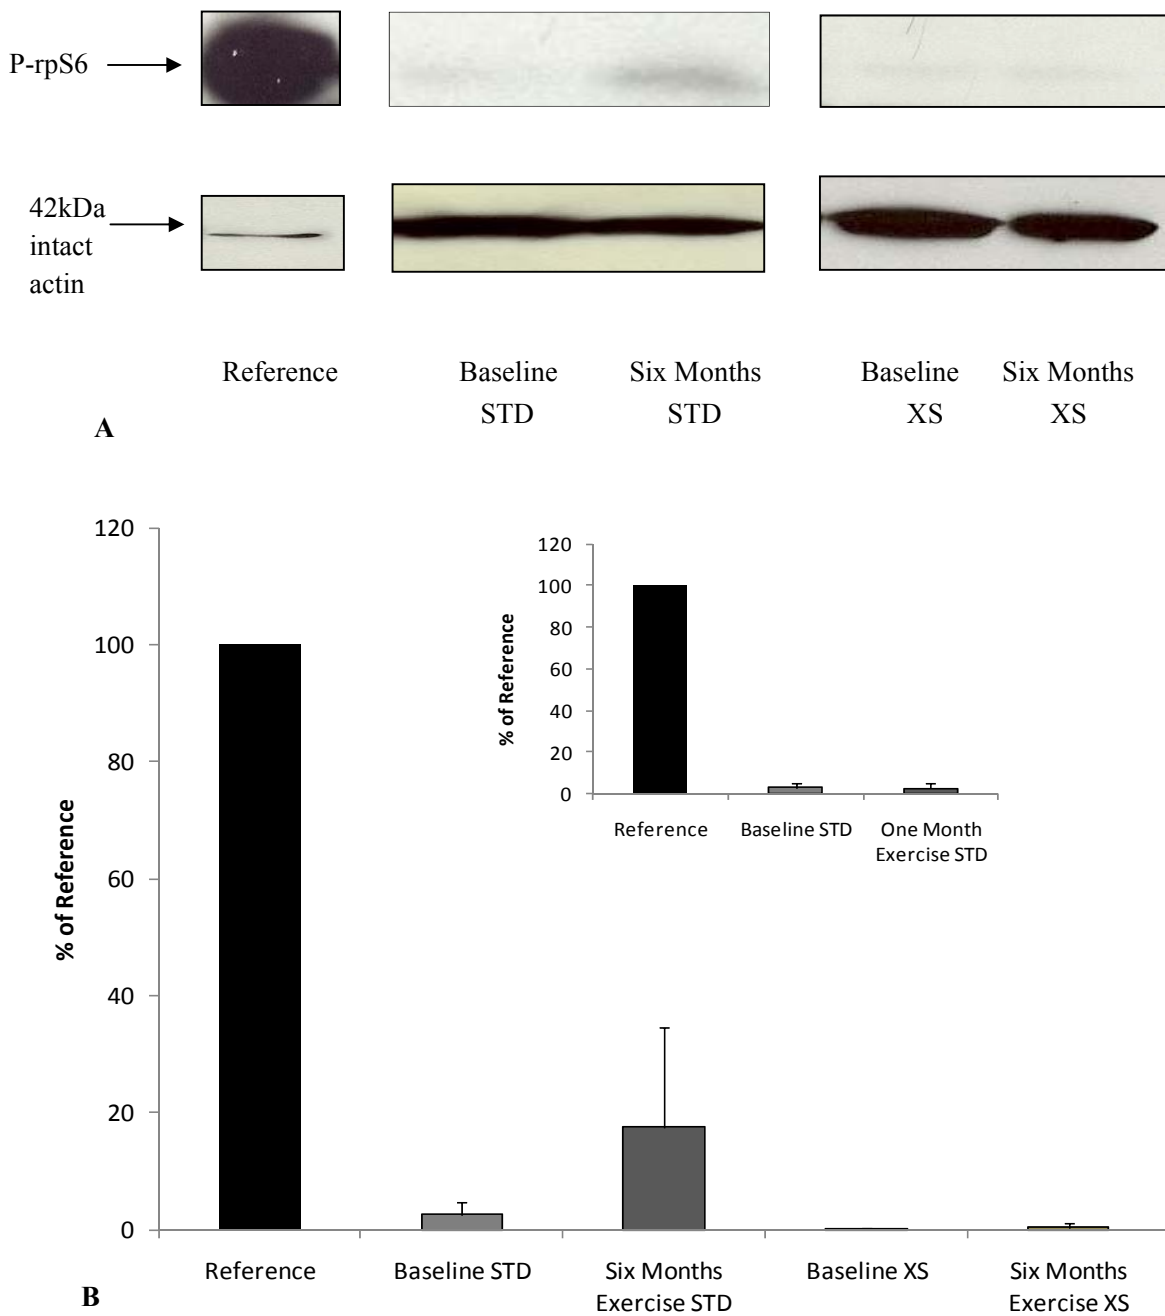 P-rpS6
42kDa
intact
actin
Reference
Baseline
STD
Six Months
STD
Baseline
XS
Six Months
XS
A
120
100
80
60
40
20
0
% of Reference
Reference
Baseline STD
Six Months
Exercise STD
Baseline XS
Six Months
Exercise XS
120
100
80
60
40
20
0
% of Reference
Reference
Baseline STD
One Month
Exercise STD
B